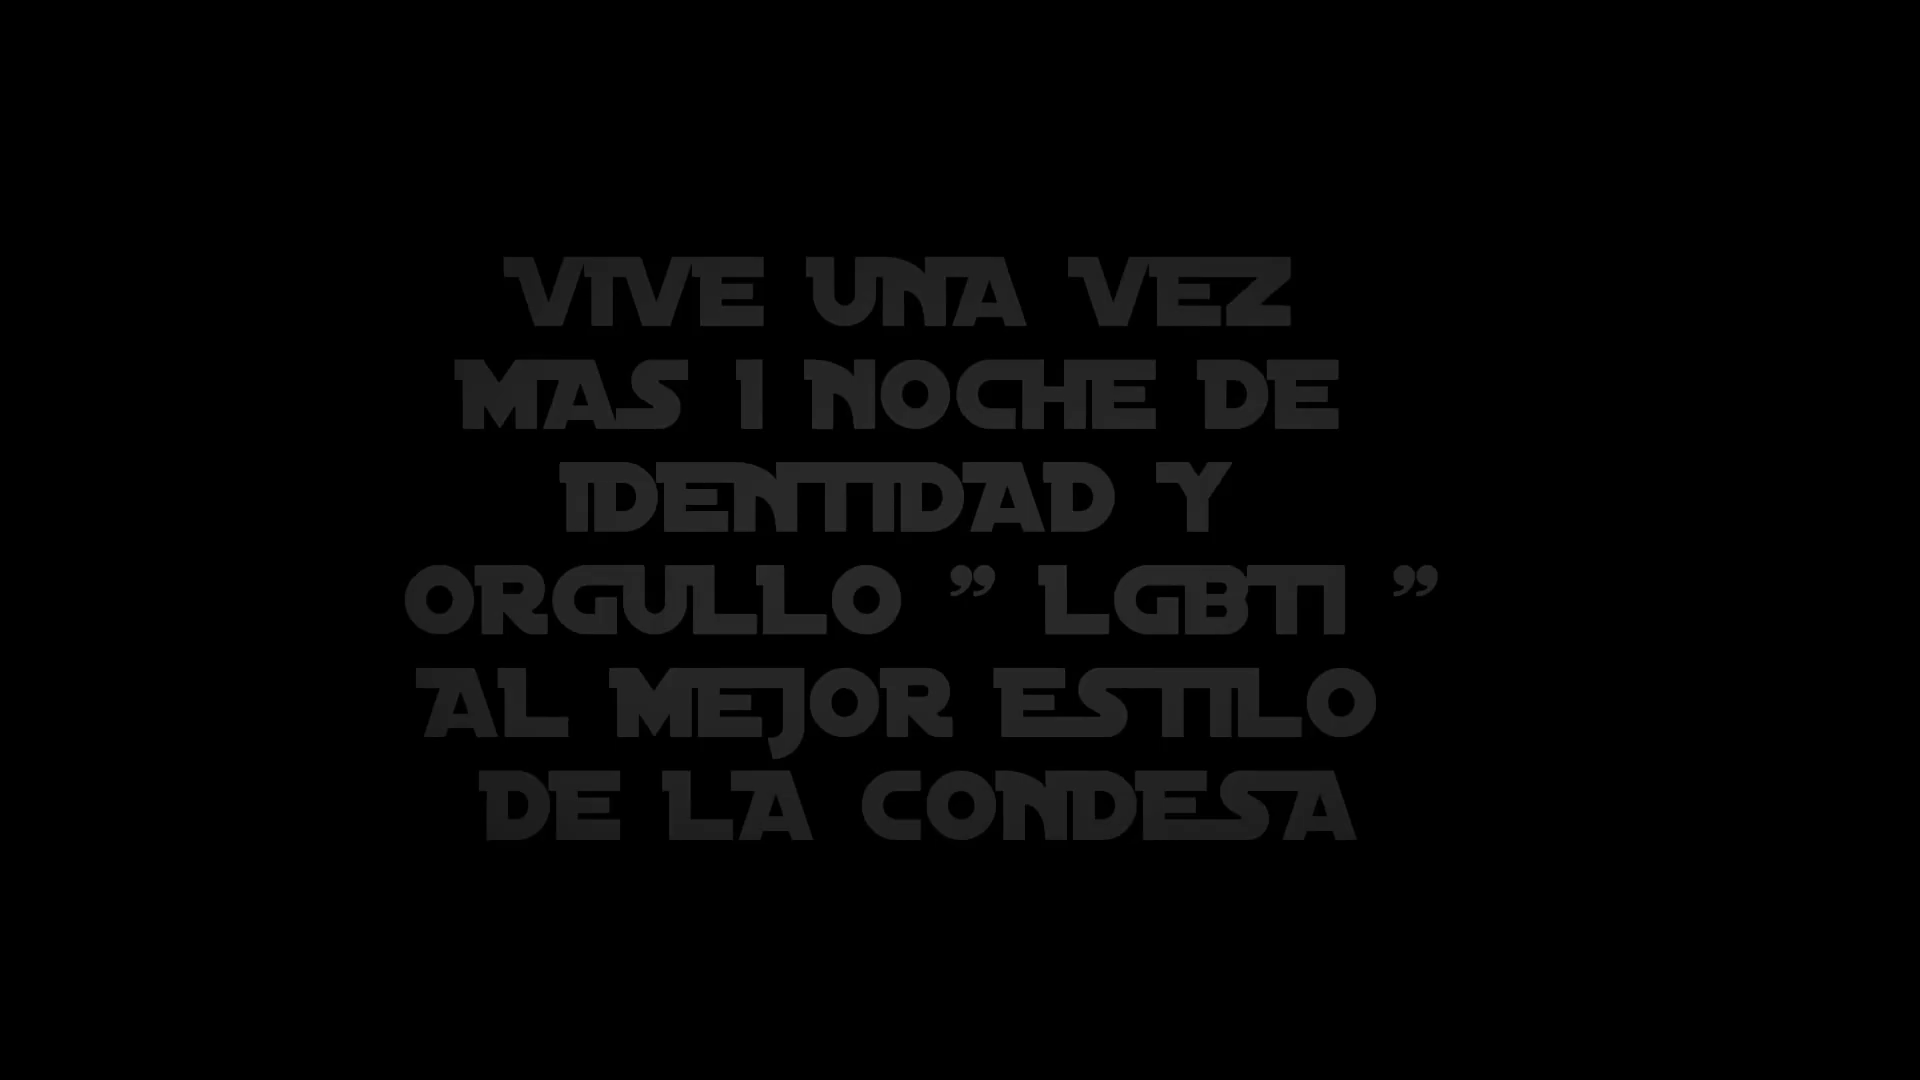 VIVE UNA VEZ
MAS 1 NOCHE DE
IDENTIDAD Y
ORGULLO ” LGBTI ”
AL MEJOR ESTILO
DE LA CONDESA